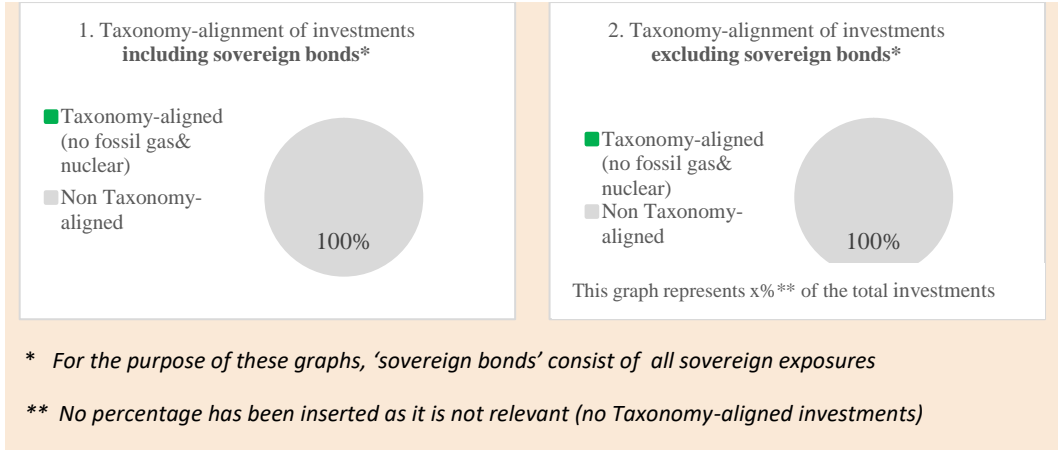 1. Taxonomy-alignment of investments
including sovereign bonds*
Taxonomy-aligned
(no fossil gas&
nuclear)
Non Taxonomy-
aligned
100%
2. Taxonomy-alignment of investments
excluding sovereign bonds*
Taxonomy-aligned
(no fossil gas&
nuclear)
Non Taxonomy-
aligned
100%
This graph represents x%** of the total investments
* For the purpose of these graphs, ‘sovereign bonds’ consist of all sovereign exposures
** No percentage has been inserted as it is not relevant (no Taxonomy-aligned investments)